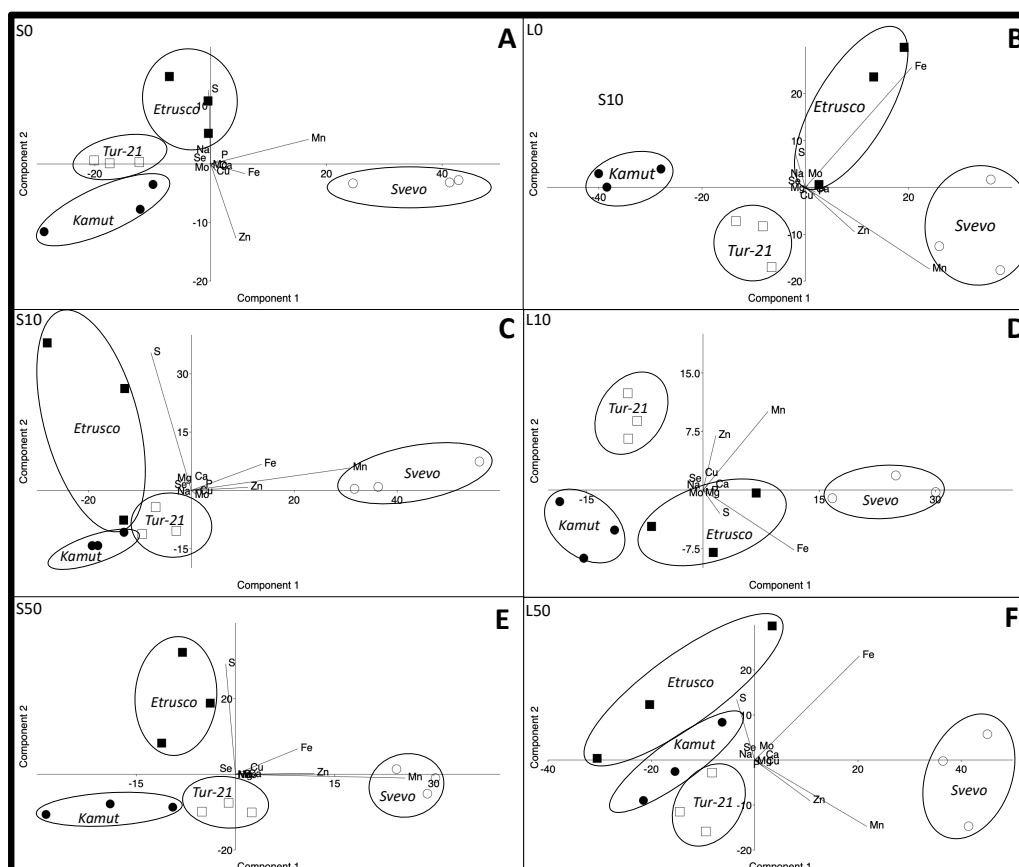 S0
A
Component 2
S
10
Etrusco
Mn
Tur-21
Na
P
Se
Mo
Cu
Fe
-20
20
40
Svevo
Kamut
-10
Zn
-20
Component 1
L0
B
Component 2
S10
20
Fe
Etrusco
10
S
Kamut
Na
Mo
Se
Mg
Ca
Cu
-40
20
Zn
Svevo
-10
Tur-21
Mn
-20
Component 1
S10
C
Component 2
S
30
Etrusco
15
Fe
Mn
Svevo
Mg
Ca
Se
P
Na
Cu
Mo
Zn
-20
20
40
Tur-21
Kamut
-15
Component 1
L10
D
Component 2
15.0
Tur-21
Mn
7.5
Zn
Cu
Se
Na
Ca
P
Mo
Mg
-15
15
30
Svevo
S
Kamut
Etrusco
-7.5
Fe
Component 1
S50
E
Component 2
S
Etrusco
20
Fe
Se
Cu
Zn
Mn
-15
30
Tur-21
Svevo
Kamut
-20
Component 1
L50
F
Component 2
Fe
20
Etrusco
S
10
Kamut
Se
Mo
Na
Ca
Mg
Cu
-40
-20
20
40
Svevo
Tur-21
-10
Zn
Mn
-20
Component 1